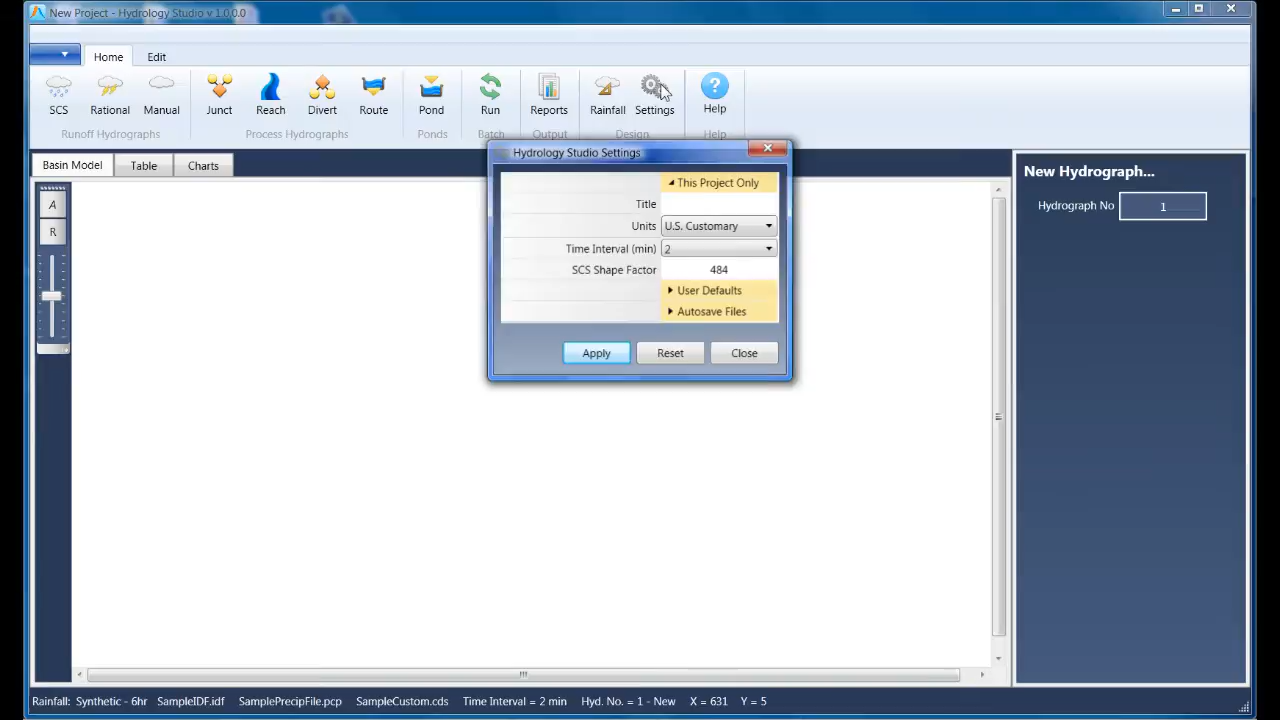 New Project - Hydrology Studio v 1.0.0.0
Home Edit
SCS Rational Manual Junct Reach Divert Route Pond Run Reports Rainfall Settings Help
Runoff Hydrographs Process Hydrographs Ponds Batch Output Design Help
Hydrology Studio Settings
This Project Only
Title
Units U.S. Customary
Time Interval (min) 2
SCS Shape Factor 484
User Defaults
Autosave Files
Apply Reset Close
Basin Model Table Charts
A
R
New Hydrograph...
Hydrograph No 1
Rainfall: Synthetic - 6hr SampleIDF.idf SamplePrecipFile.pcp SampleCustom.cds Time Interval = 2 min Hyd. No. = 1 - New X = 631 Y = 5